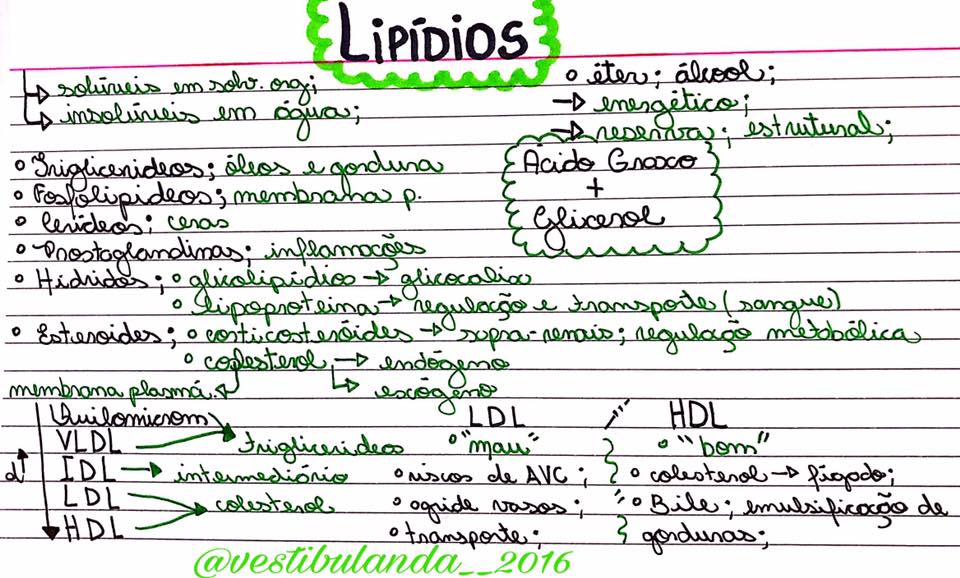 LIPÍDIOS
→ solúveis em solv. org;
→ insolúveis em água;
° éter; álcool;
→ energético;
→ reserva; estrutural;
Ácido Graxo
+
Glicerol
° Triglicerídeos; óleos e gordura
° Fosfolipídeos; membrana p.
° Cerídeos; ceras
° Prostaglandinas; inflamações
° Hídridos; ° glicolipídios → glicocalix
° lipoproteína → regulação e transporte (sangue)
° Esteroides; ° corticosteróides → supra-renais; regulação metabólica
° colesterol → endógeno
→ exógeno
membrana plasmá.
Quilomicrom
VLDL → triglicerideos
d↑ IDL → intermediário
LDL → colesterol
HDL
LDL
° "mau"
° riscos de AVC;
° agride vasos;
° transporte;
HDL
° "bom"
° colesterol → fígado;
° Bile; emulsificação de
gorduras;
@vestibulanda__2016